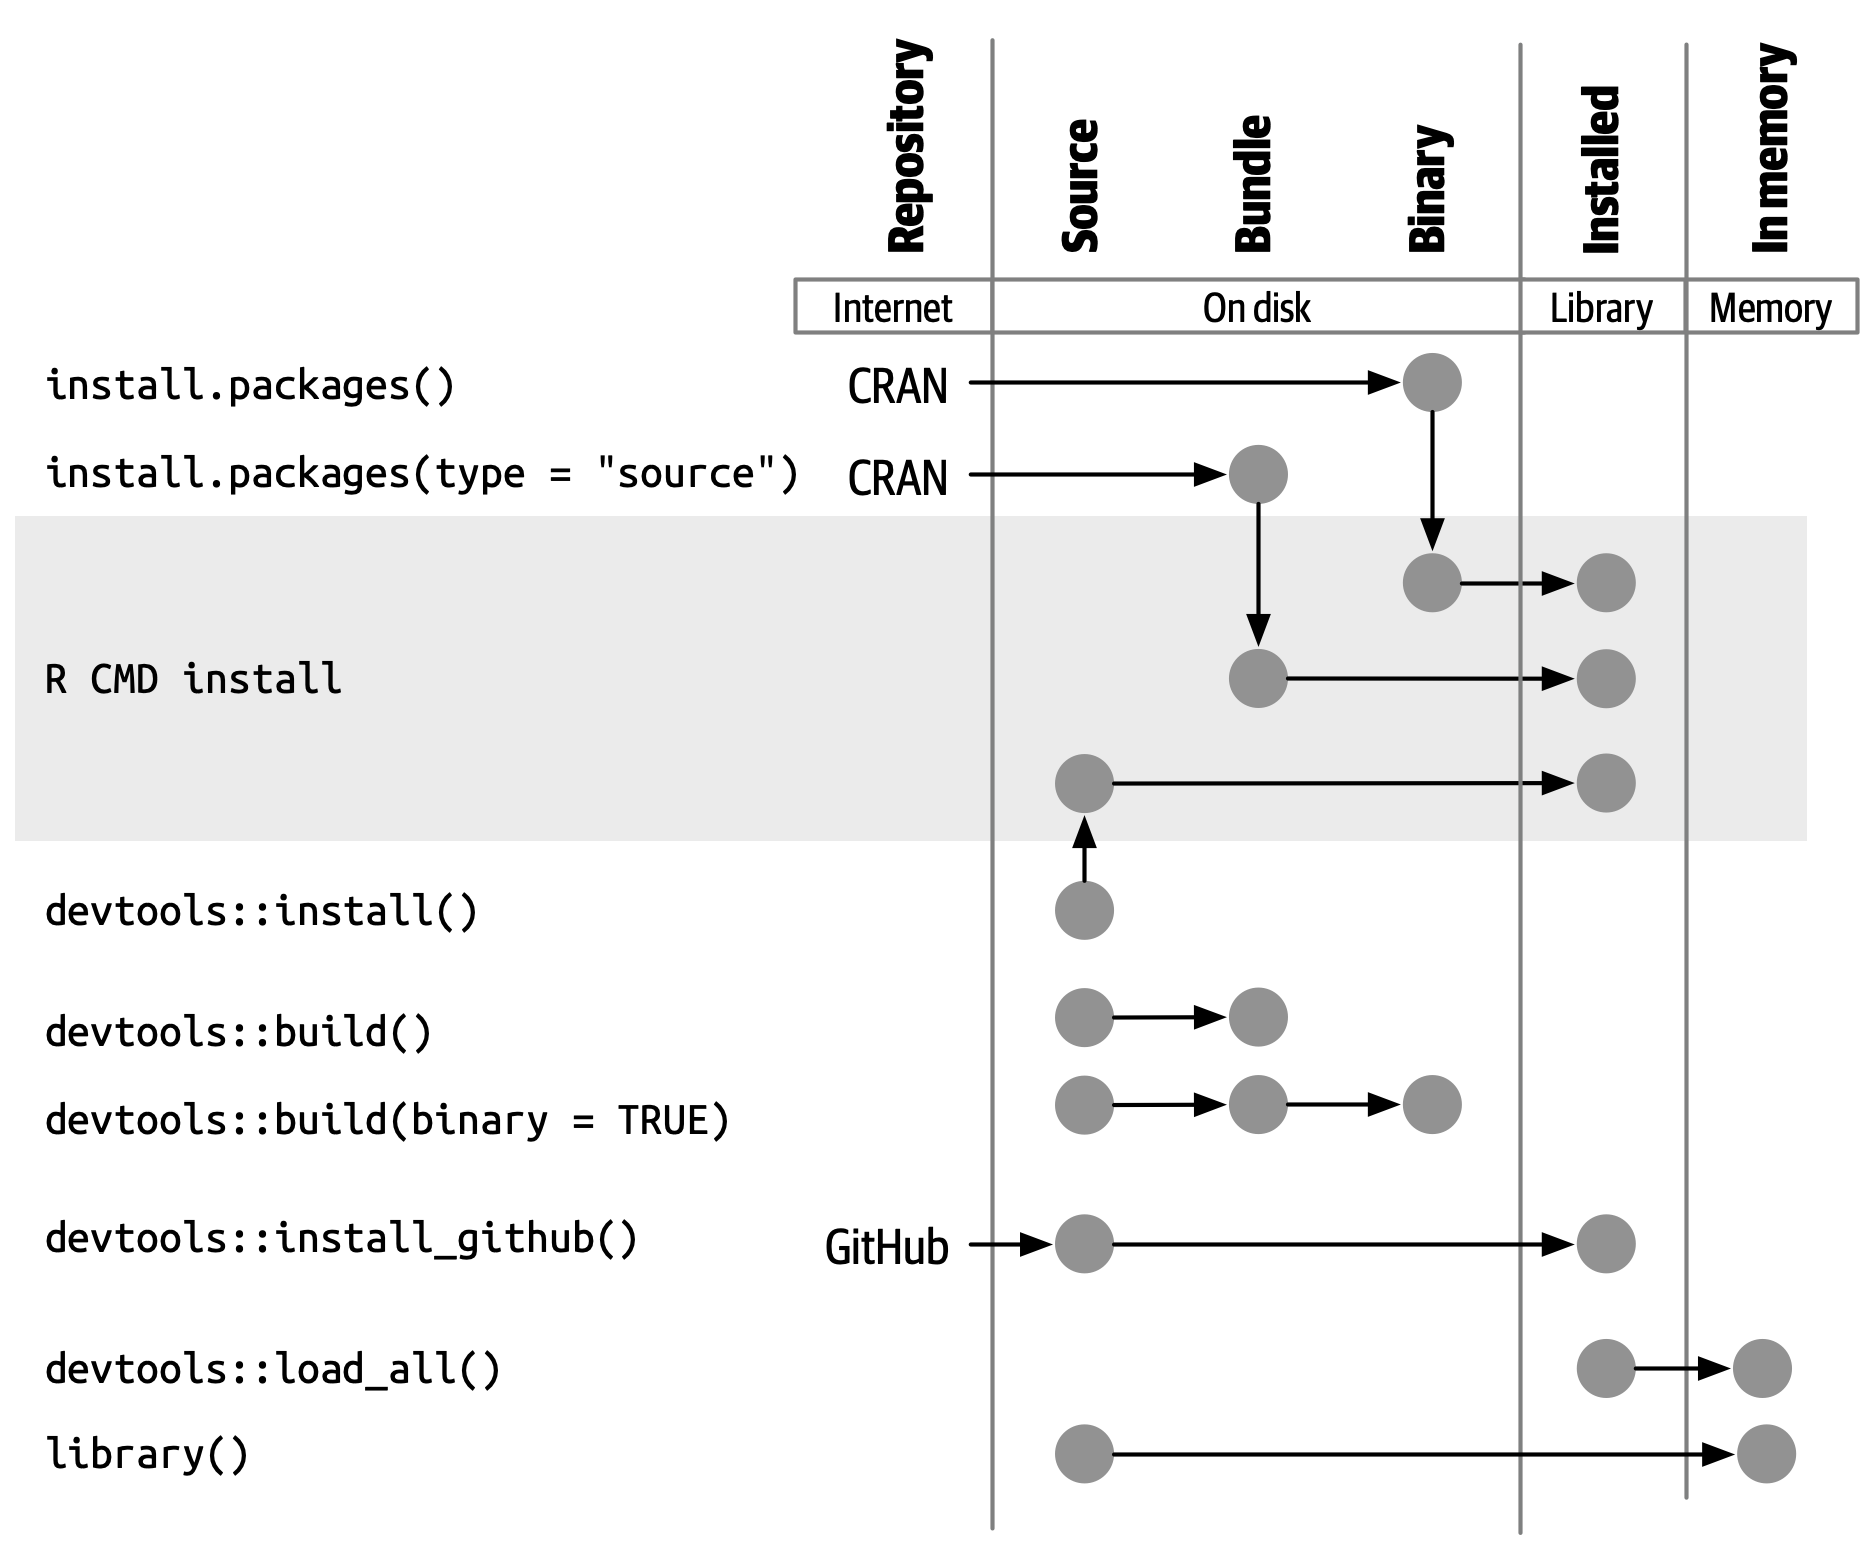 Repository
Source
Bundle
Binary
Installed
In memory
Internet
On disk
Library
Memory
install.packages()
CRAN
install.packages(type = "source")
CRAN
R CMD install
devtools::install()
devtools::build()
devtools::build(binary = TRUE)
devtools::install_github()
GitHub
devtools::load_all()
library()